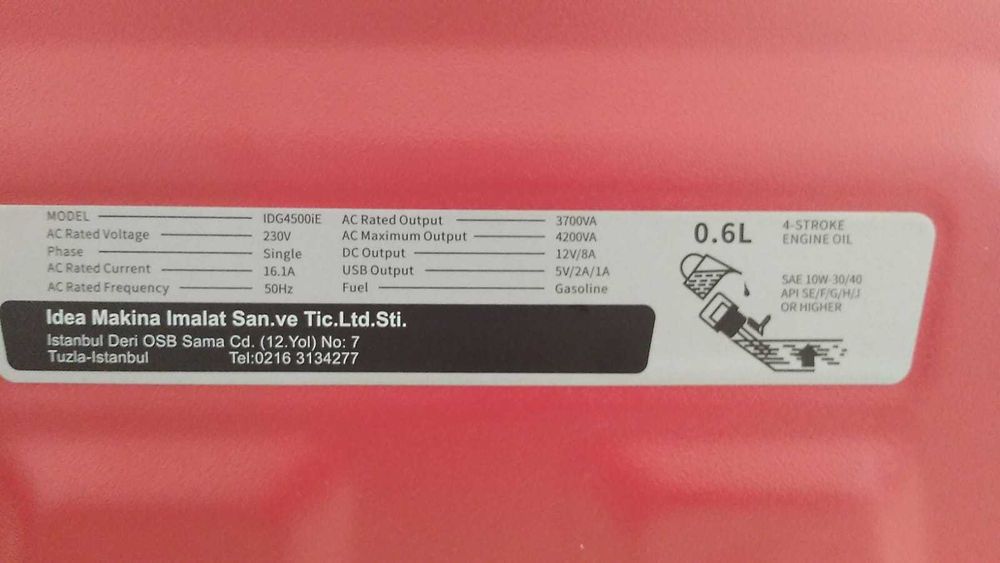 MODEL IDG4500iE
AC Rated Voltage 230V
Phase Single
AC Rated Current 16.1A
AC Rated Frequency 50Hz
AC Rated Output 3700VA
AC Maximum Output 4200VA
DC Output 12V/8A
USB Output 5V/2A/1A
Fuel Gasoline
Idea Makina Imalat San.ve Tic.Ltd.Sti.
Istanbul Deri OSB Sama Cd. (12.Yol) No: 7
Tuzla-Istanbul Tel:0216 3134277
0.6L
4-STROKE
ENGINE OIL
SAE 10W-30/40
API SE/F/G/H/J
OR HIGHER